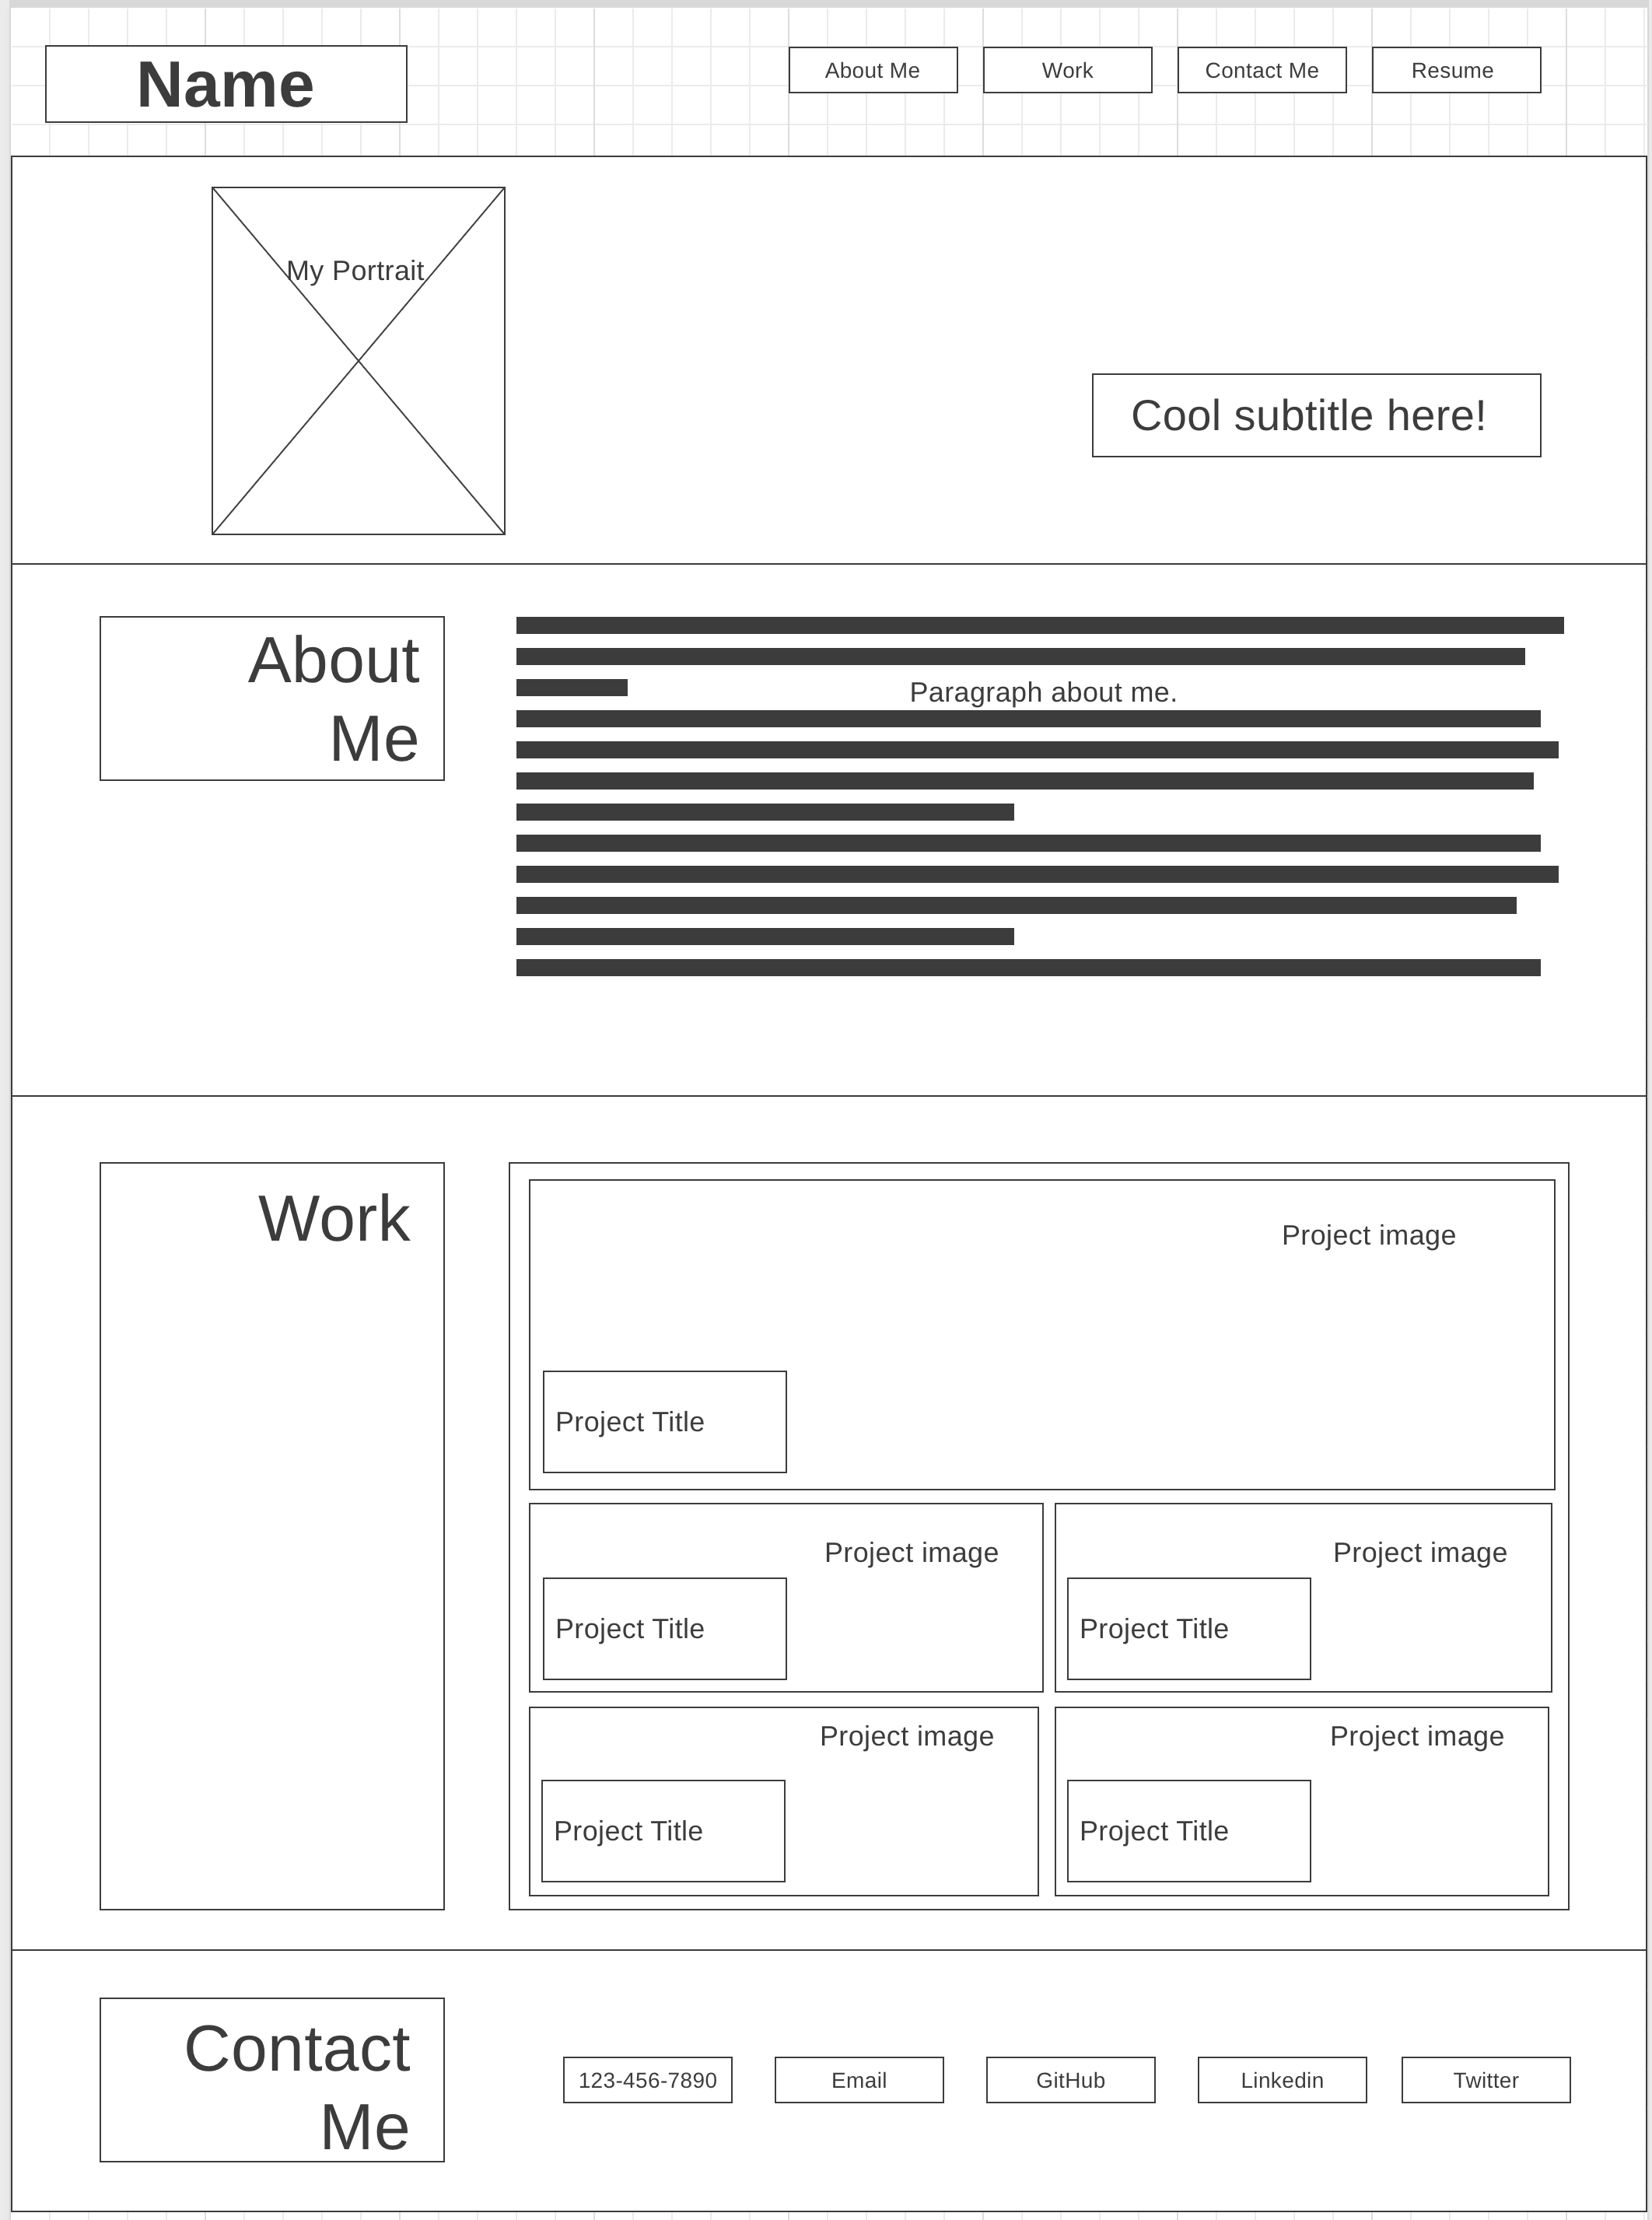 Name
About Me
Work
Contact Me
Resume
My Portrait
Cool subtitle here!
About
Me
Paragraph about me.
Work
Project image
Project Title
Project image
Project Title
Project image
Project Title
Project image
Project Title
Project image
Project Title
Contact
Me
123-456-7890
Email
GitHub
Linkedin
Twitter